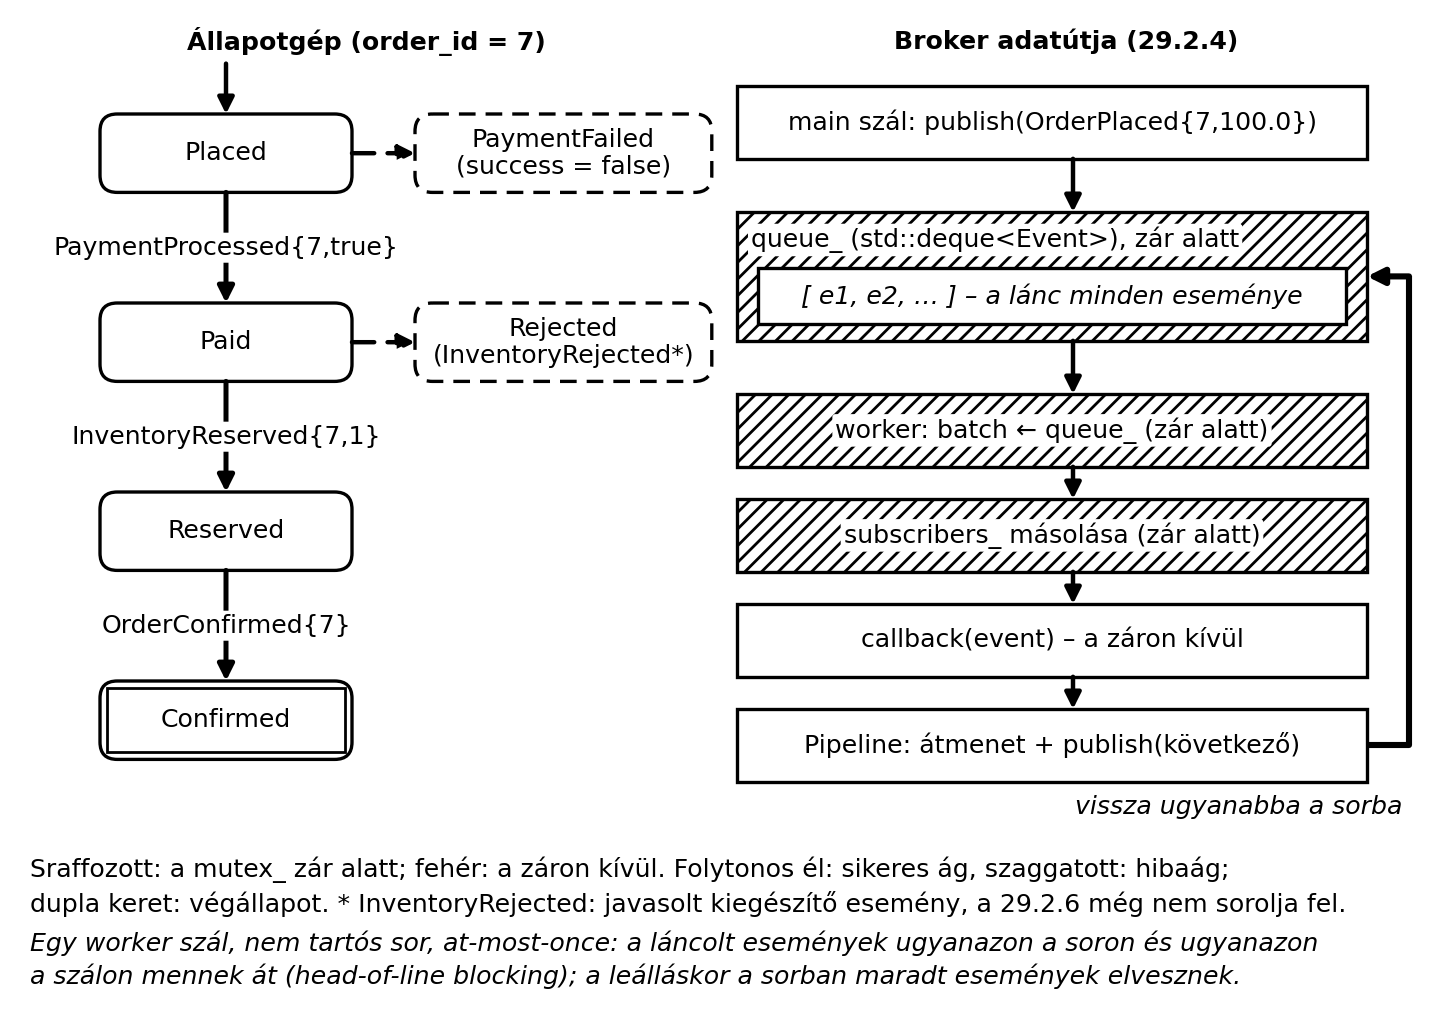 Állapotgép (order_id = 7)
Placed
PaymentFailed
(success = false)
PaymentProcessed{7,true}
Paid
Rejected
(InventoryRejected*)
InventoryReserved{7,1}
Reserved
OrderConfirmed{7}
Confirmed
Broker adatútja (29.2.4)
main szál: publish(OrderPlaced{7,100.0})
queue_ (std::deque<Event>), zár alatt
[ e1, e2, … ] – a lánc minden eseménye
worker: batch ← queue_ (zár alatt)
subscribers_ másolása (zár alatt)
callback(event) – a záron kívül
Pipeline: átmenet + publish(következő)
vissza ugyanabba a sorba
Sraffozott: a mutex_ zár alatt; fehér: a záron kívül. Folytonos él: sikeres ág, szaggatott: hibaág;
dupla keret: végállapot. * InventoryRejected: javasolt kiegészítő esemény, a 29.2.6 még nem sorolja fel.
Egy worker szál, nem tartós sor, at-most-once: a láncolt események ugyanazon a soron és ugyanazon
a szálon mennek át (head-of-line blocking); a leálláskor a sorban maradt események elvesznek.